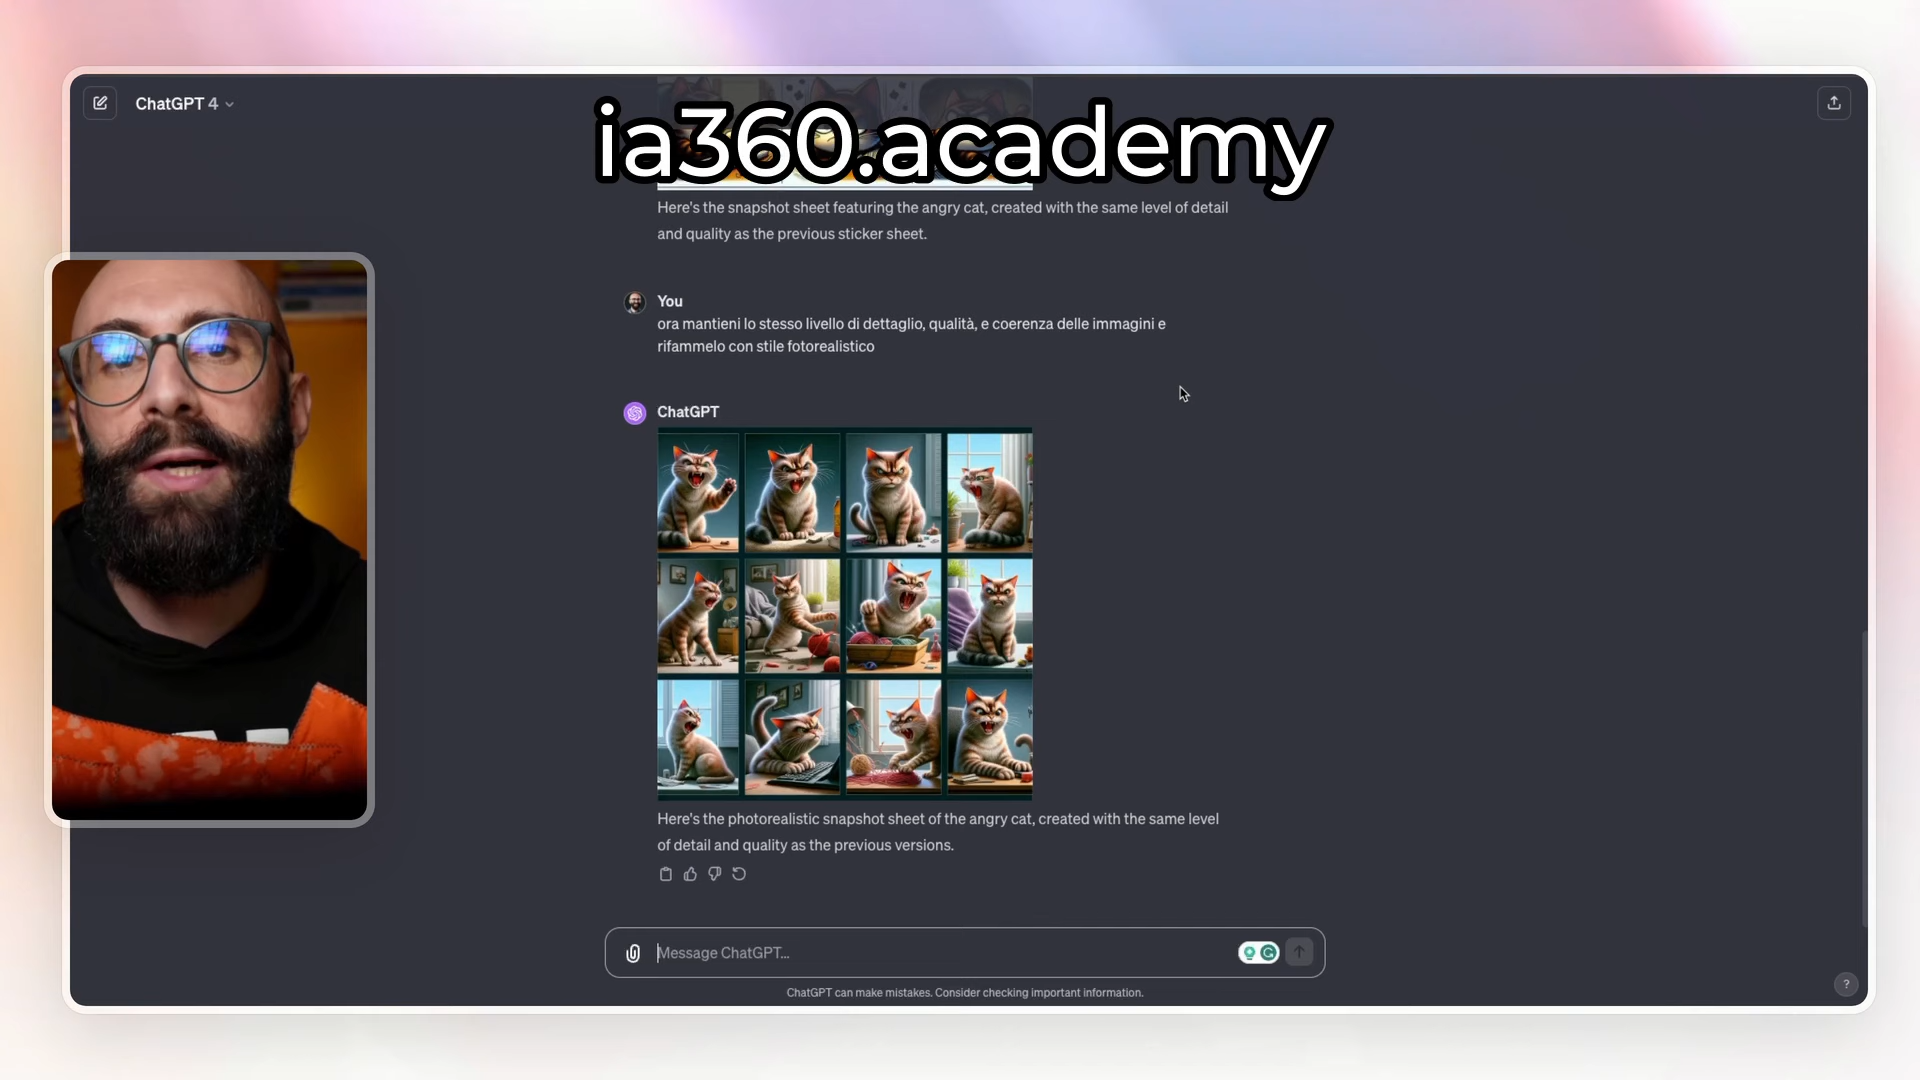 ChatGPT 4
ia360.academy
Here's the snapshot sheet featuring the angry cat, created with the same level of detail
and quality as the previous sticker sheet.
You
ora mantieni lo stesso livello di dettaglio, qualità, e coerenza delle immagini e
rifammelo con stile fotorealistico
ChatGPT
Here's the photorealistic snapshot sheet of the angry cat, created with the same level
of detail and quality as the previous versions.
Message ChatGPT...
ChatGPT can make mistakes. Consider checking important information.
?